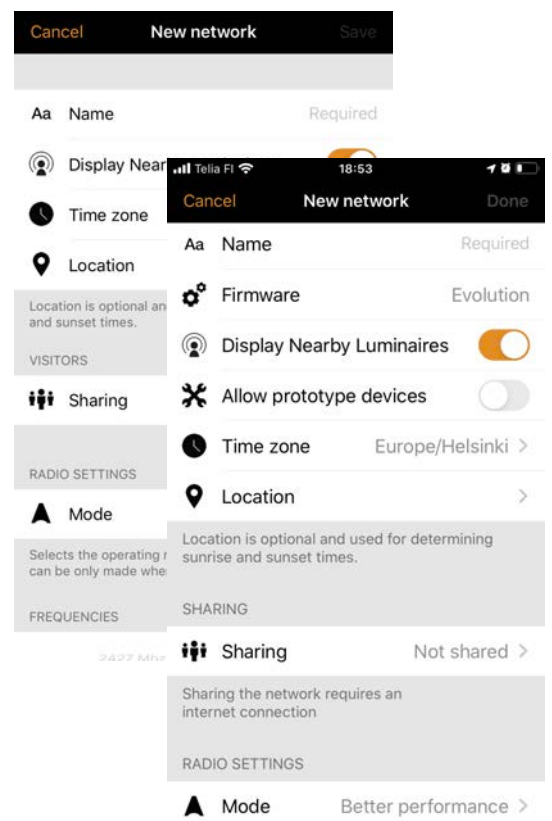 Cancel New network Save
Aa Name Required
Display Near
Time zone
Location
Location is optional an
and sunset times.
VISITORS
Sharing
RADIO SETTINGS
Mode
Selects the operating r
can be only made whe
FREQUENCIES
2427 Mhz
Telia FI 18:53
Cancel New network Done
Aa Name Required
Firmware Evolution
Display Nearby Luminaires
Allow prototype devices
Time zone Europe/Helsinki >
Location >
Location is optional and used for determining
sunrise and sunset times.
SHARING
Sharing Not shared >
Sharing the network requires an
internet connection
RADIO SETTINGS
Mode Better performance >